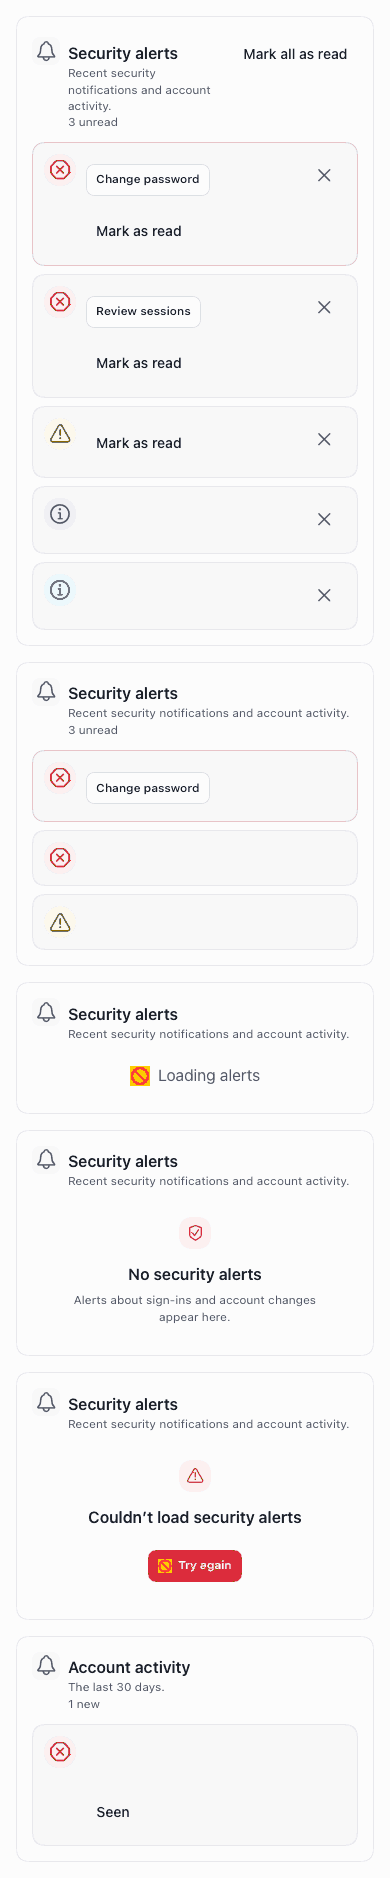 Security alerts
Mark all as read
Recent security
notifications and account
activity.
3 unread
Change password
Mark as read
Review sessions
Mark as read
Mark as read
Security alerts
Recent security notifications and account activity.
3 unread
Change password
Security alerts
Recent security notifications and account activity.
Loading alerts
Security alerts
Recent security notifications and account activity.
No security alerts
Alerts about sign-ins and account changes
appear here.
Security alerts
Recent security notifications and account activity.
Couldn’t load security alerts
Try again
Account activity
The last 30 days.
1 new
Seen